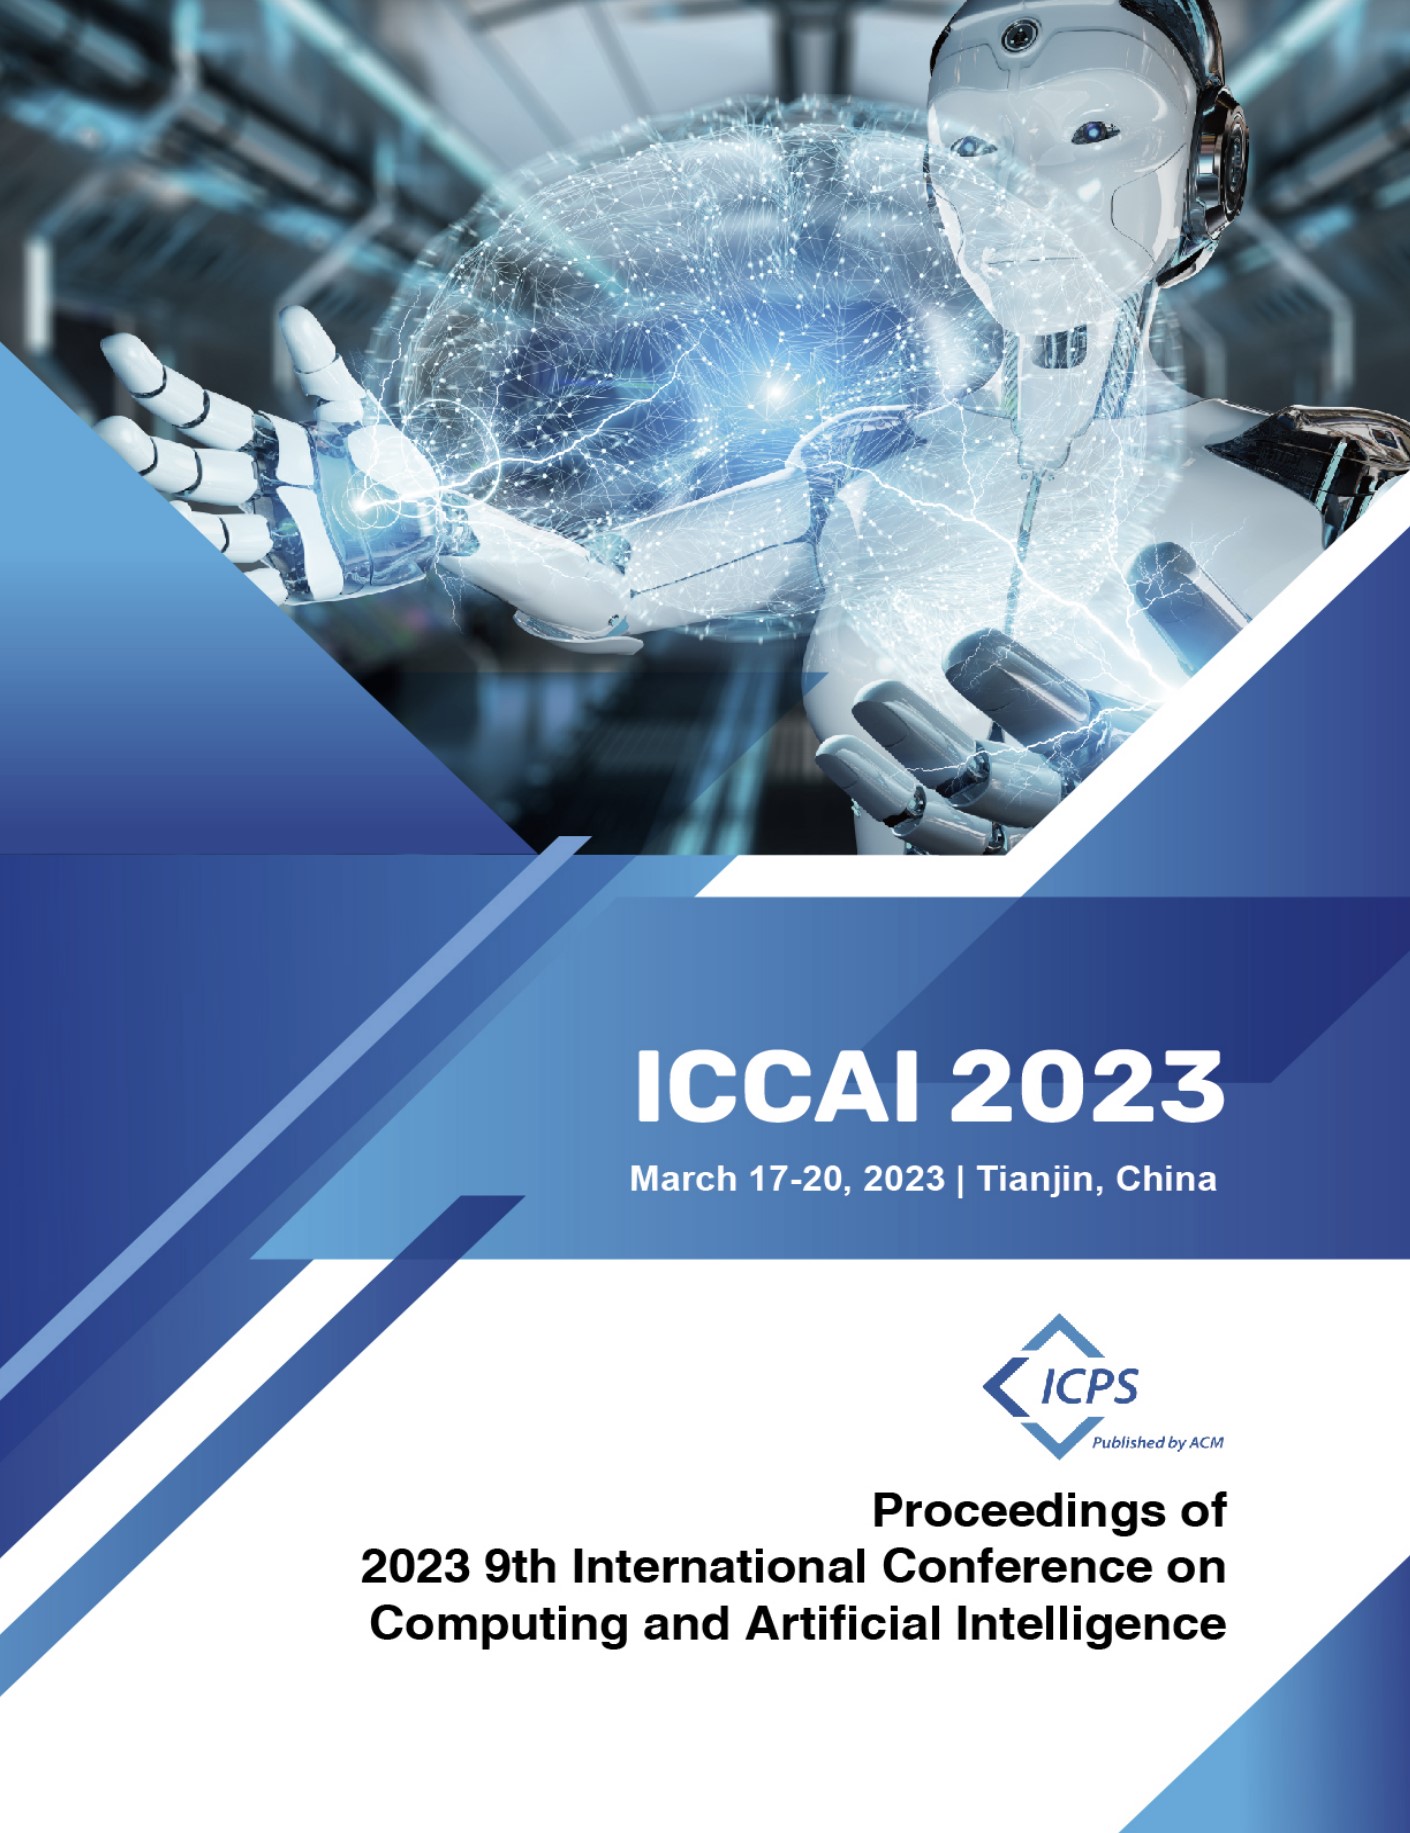 ICCAI 2023
March 17-20, 2023 | Tianjin, China
ICPS
Published by ACM
Proceedings of
2023 9th International Conference on
Computing and Artificial Intelligence